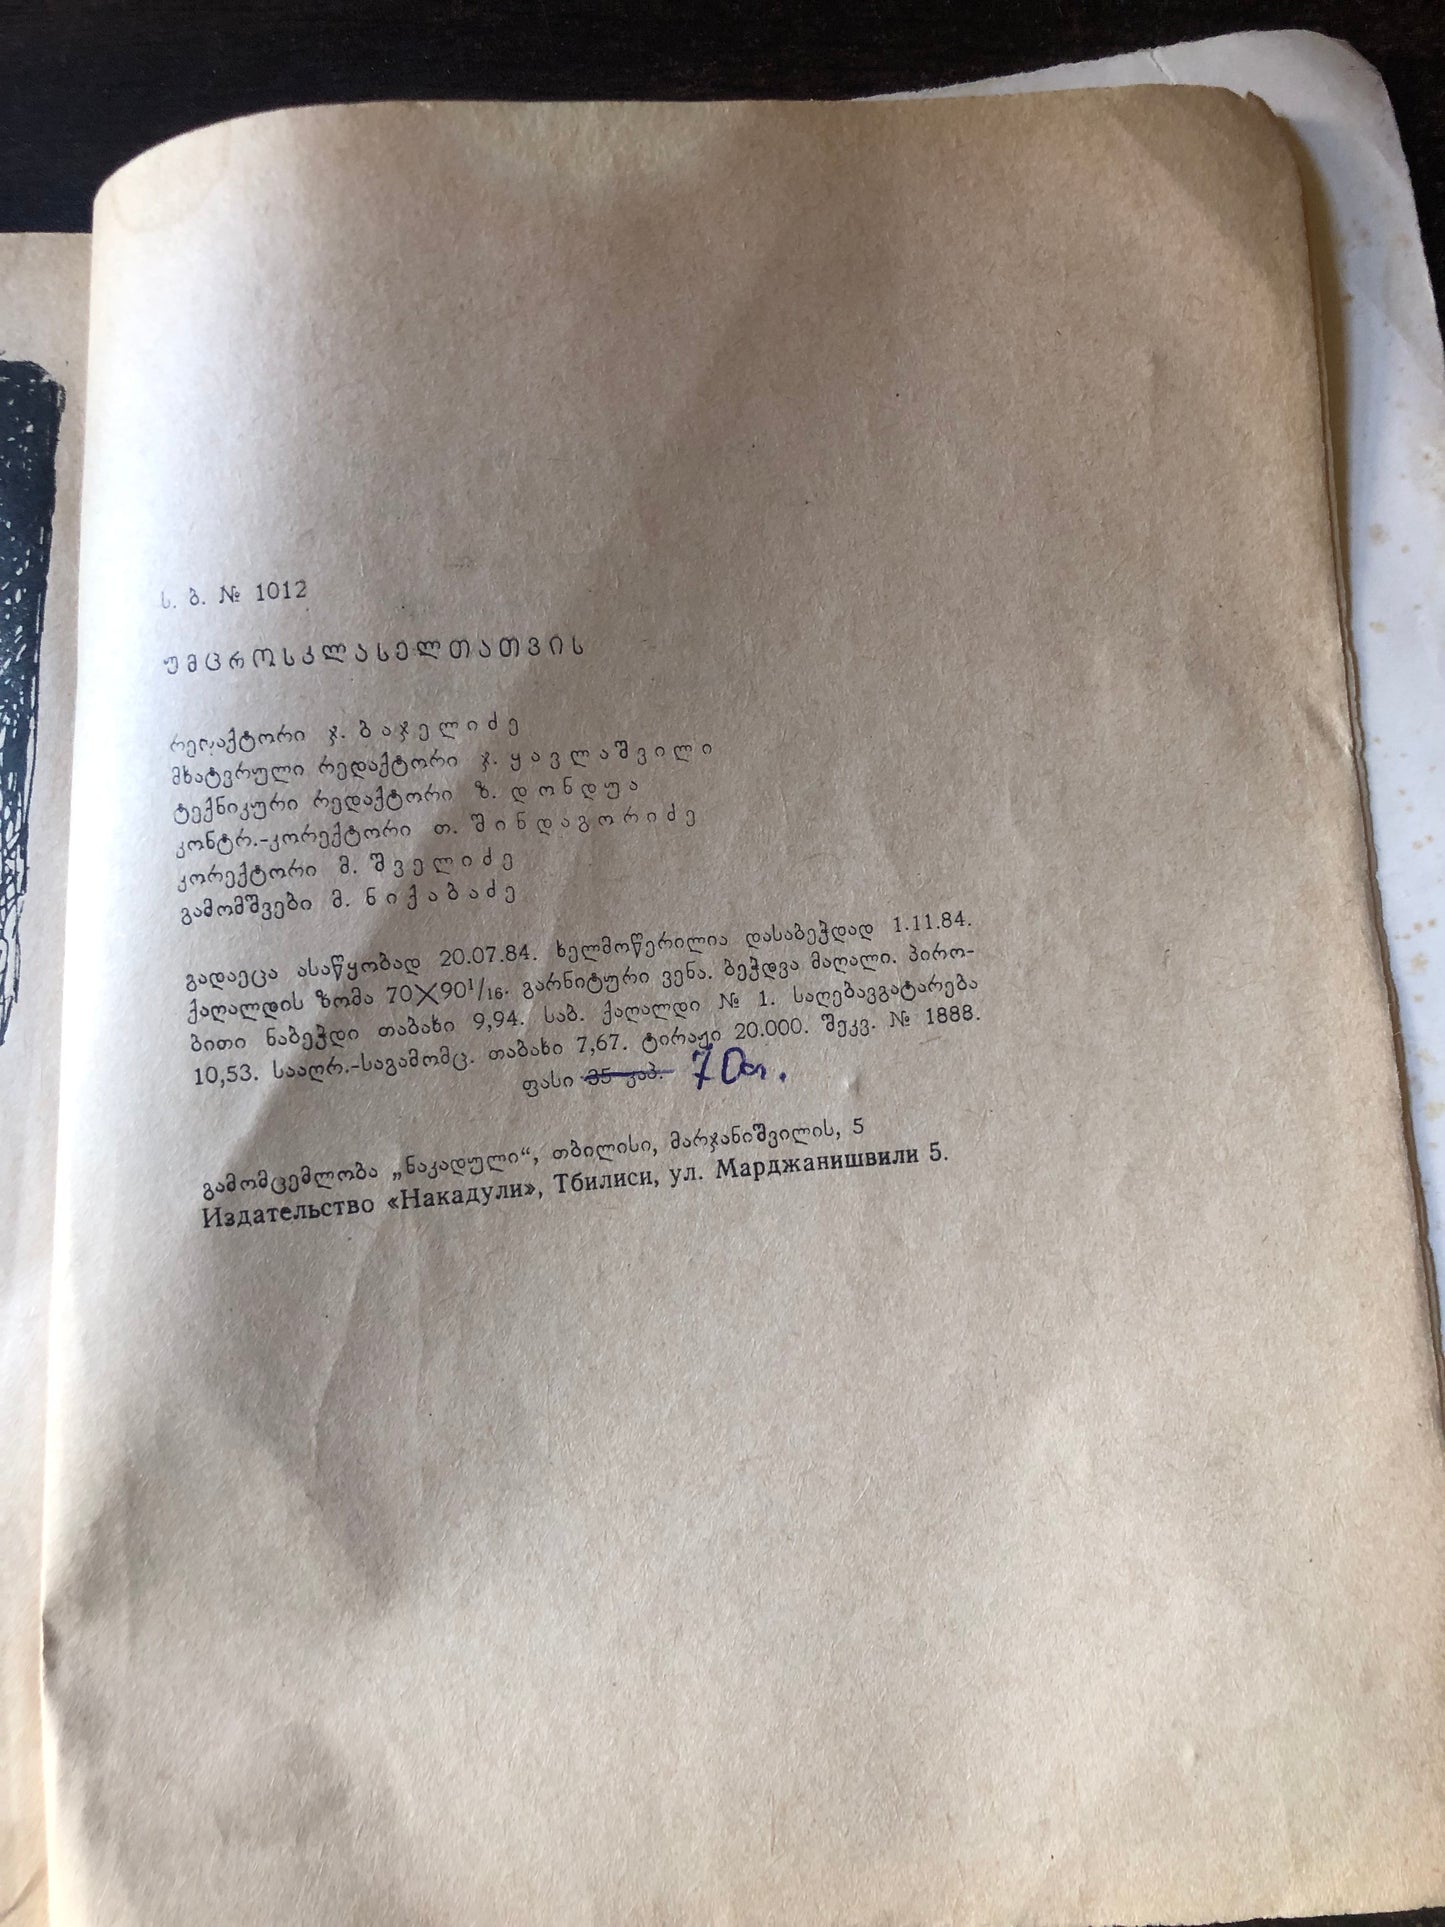 ს. ბ. № 1012
უმცროსკლასელთათვის
რედაქტორი ჯ. ბაჯელიძე
მხატვრული რედაქტორი ჯ. ყავლაშვილი
ტექნიკური რედაქტორი ზ. დონდუა
კონტრ.-კორექტორი თ. შინდაგორიძე
კორექტორი მ. შველიძე
გამომშვები მ. ნიქაბაძე
გადაეცა ასაწყობად 20.07.84. ხელმოწერილია დასაბეჭდად 1.11.84.
ქაღალდის ზომა 70×90¹/₁₆. გარნიტური ვენა. ბეჭდვა მაღალი. პირო-
ბითი ნაბეჭდი თაბახი 9,94. საბ. ქაღალდი № 1. საღებავგატარება
10,53. სააღრ.-საგამომც. თაბახი 7,67. ტირაჟი 20.000. შეკვ. № 1888.
ფასი 35 კაპ. 70
გამომცემლობა „ნაკადული“, თბილისი, მარჯანიშვილის, 5
Издательство «Накадули», Тбилиси, ул. Марджанишвили 5.